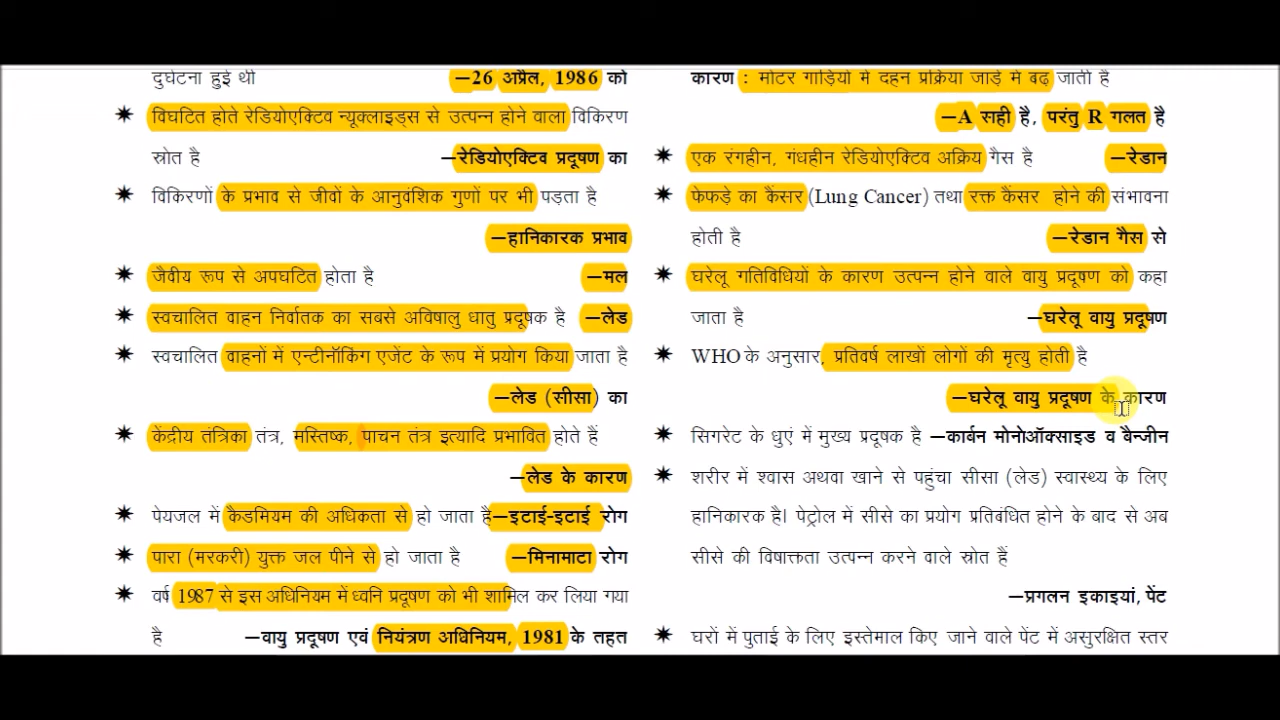 दुर्घटना हुई थी —26 अप्रैल, 1986 को
✷ विघटित होते रेडियोएक्टिव न्यूक्लाइड्स से उत्पन्न होने वाला विकिरण
स्रोत है —रेडियोएक्टिव प्रदूषण का
✷ विकिरणों के प्रभाव से जीवों के आनुवंशिक गुणों पर भी पड़ता है
—हानिकारक प्रभाव
✷ जैवीय रूप से अपघटित होता है —मल
✷ स्वचालित वाहन निर्वातक का सबसे अविषालु धातु प्रदूषक है —लेड
✷ स्वचालित वाहनों में एन्टीनॉकिंग एजेंट के रूप में प्रयोग किया जाता है
—लेड (सीसा) का
✷ केंद्रीय तंत्रिका तंत्र, मस्तिष्क, पाचन तंत्र इत्यादि प्रभावित होते हैं
—लेड के कारण
✷ पेयजल में कैडमियम की अधिकता से हो जाता है —इटाई-इटाई रोग
✷ पारा (मरकरी) युक्त जल पीने से हो जाता है —मिनामाटा रोग
✷ वर्ष 1987 से इस अधिनियम में ध्वनि प्रदूषण को भी शामिल कर लिया गया
है —वायु प्रदूषण एवं नियंत्रण अविनियम, 1981 के तहत
कारण : मोटर गाड़ियों में दहन प्रक्रिया जाड़े में बढ़ जाती है
—A सही है, परंतु R गलत है
✷ एक रंगहीन, गंधहीन रेडियोएक्टिव अक्रिय गैस है —रेडान
✷ फेफड़े का कैंसर (Lung Cancer) तथा रक्त कैंसर होने की संभावना
होती है —रेडान गैस से
✷ घरेलू गतिविधियों के कारण उत्पन्न होने वाले वायु प्रदूषण को कहा
जाता है —घरेलू वायु प्रदूषण
✷ WHO के अनुसार, प्रतिवर्ष लाखों लोगों की मृत्यु होती है
—घरेलू वायु प्रदूषण के कारण
✷ सिगरेट के धुएं में मुख्य प्रदूषक है —कार्बन मोनोऑक्साइड व बैन्जीन
✷ शरीर में श्वास अथवा खाने से पहुंचा सीसा (लेड) स्वास्थ्य के लिए
हानिकारक है। पेट्रोल में सीसे का प्रयोग प्रतिबंधित होने के बाद से अब
सीसे की विषाक्तता उत्पन्न करने वाले स्रोत हैं
—प्रगलन इकाइयां, पेंट
✷ घरों में पुताई के लिए इस्तेमाल किए जाने वाले पेंट में असुरक्षित स्तर